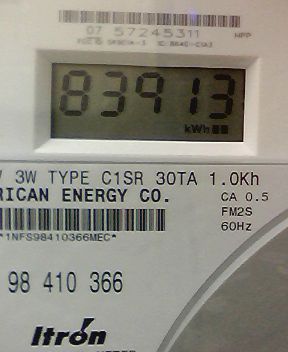 07 57245311
83913
kWh
3W TYPE C1SR 30TA 1.0Kh
RICAN ENERGY CO.
CA 0.5
FM2S
60Hz
*1NFS98410366MEC*
98 410 366
Itrón